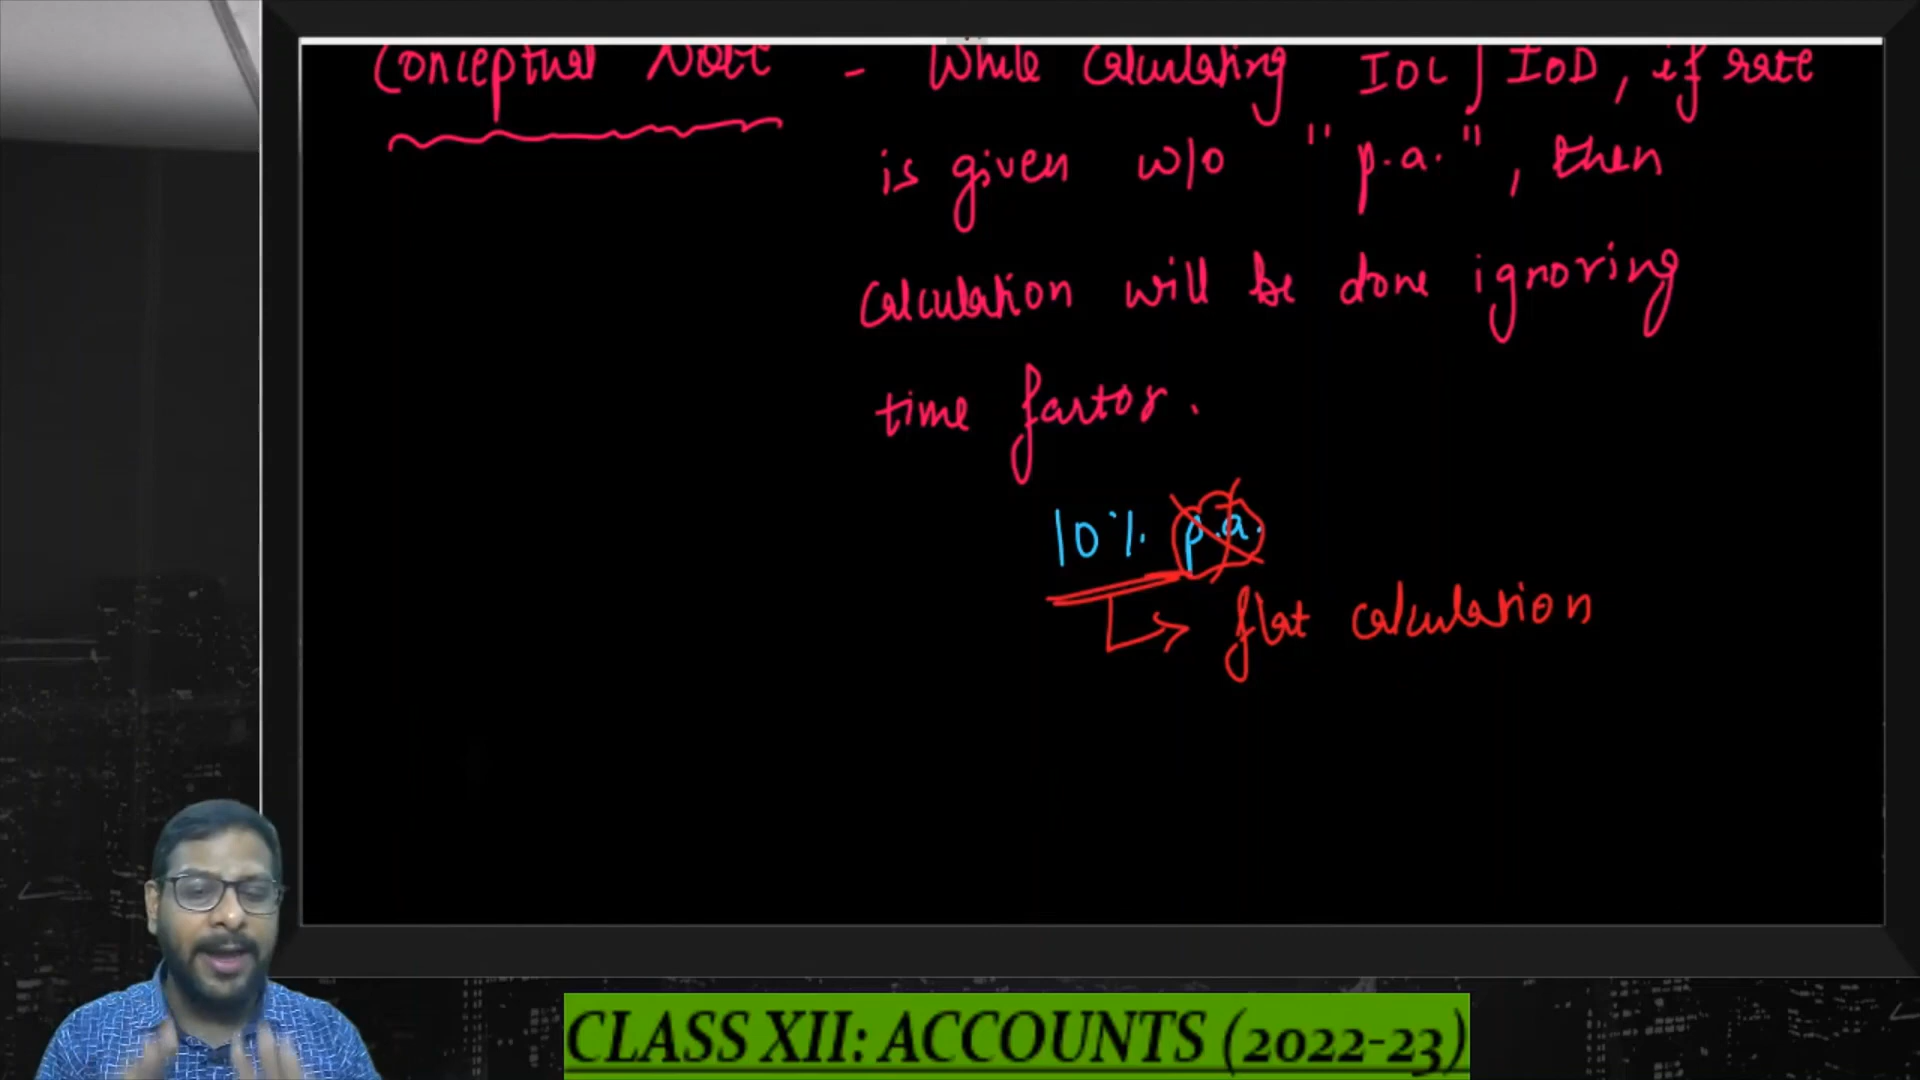 Conceptual Note - While Calculating IOC / IOD, if rate
is given w/o "p.a.", then
calculation will be done ignoring
time factor.
10% p.a.
flat calculation
CLASS XII: ACCOUNTS (2022-23)